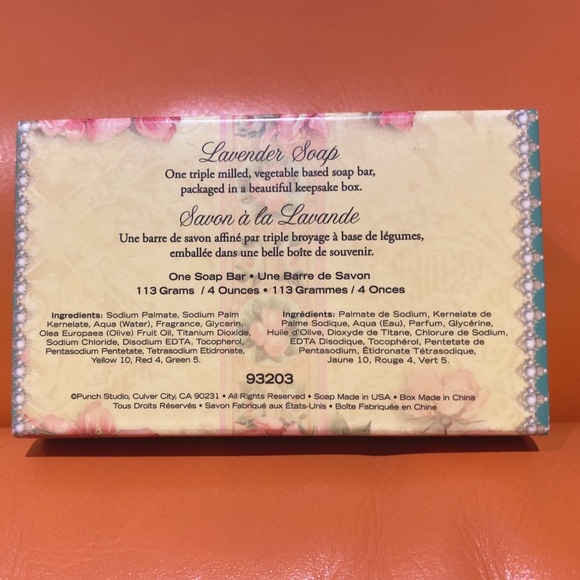 Lavender Soap
One triple milled, vegetable based soap bar,
packaged in a beautiful keepsake box.
Savon à la Lavande
Une barre de savon affiné par triple broyage à base de légumes,
emballée dans une belle boîte de souvenir.
One Soap Bar • Une Barre de Savon
113 Grams / 4 Ounces • 113 Grammes / 4 Onces
Ingredients: Sodium Palmate, Sodium Palm
Kernelate, Aqua (Water), Fragrance, Glycerin,
Olea Europaea (Olive) Fruit Oil, Titanium Dioxide,
Sodium Chloride, Disodium EDTA, Tocopherol,
Pentasodium Pentetate, Tetrasodium Etidronate,
Yellow 10, Red 4, Green 5.
Ingrédients: Palmate de Sodium, Kernelate de
Palme Sodique, Aqua (Eau), Parfum, Glycérine,
Huile d'Olive, Dioxyde de Titane, Chlorure de Sodium,
EDTA Disodique, Tocophérol, Pentetate de
Pentasodium, Étidronate Tétrasodique,
Jaune 10, Rouge 4, Vert 5.
93203
©Punch Studio, Culver City, CA 90231 • All Rights Reserved • Soap Made in USA • Box Made in China
Tous Droits Réservés • Savon Fabriqué aux États-Unis • Boîte Fabriquée en Chine